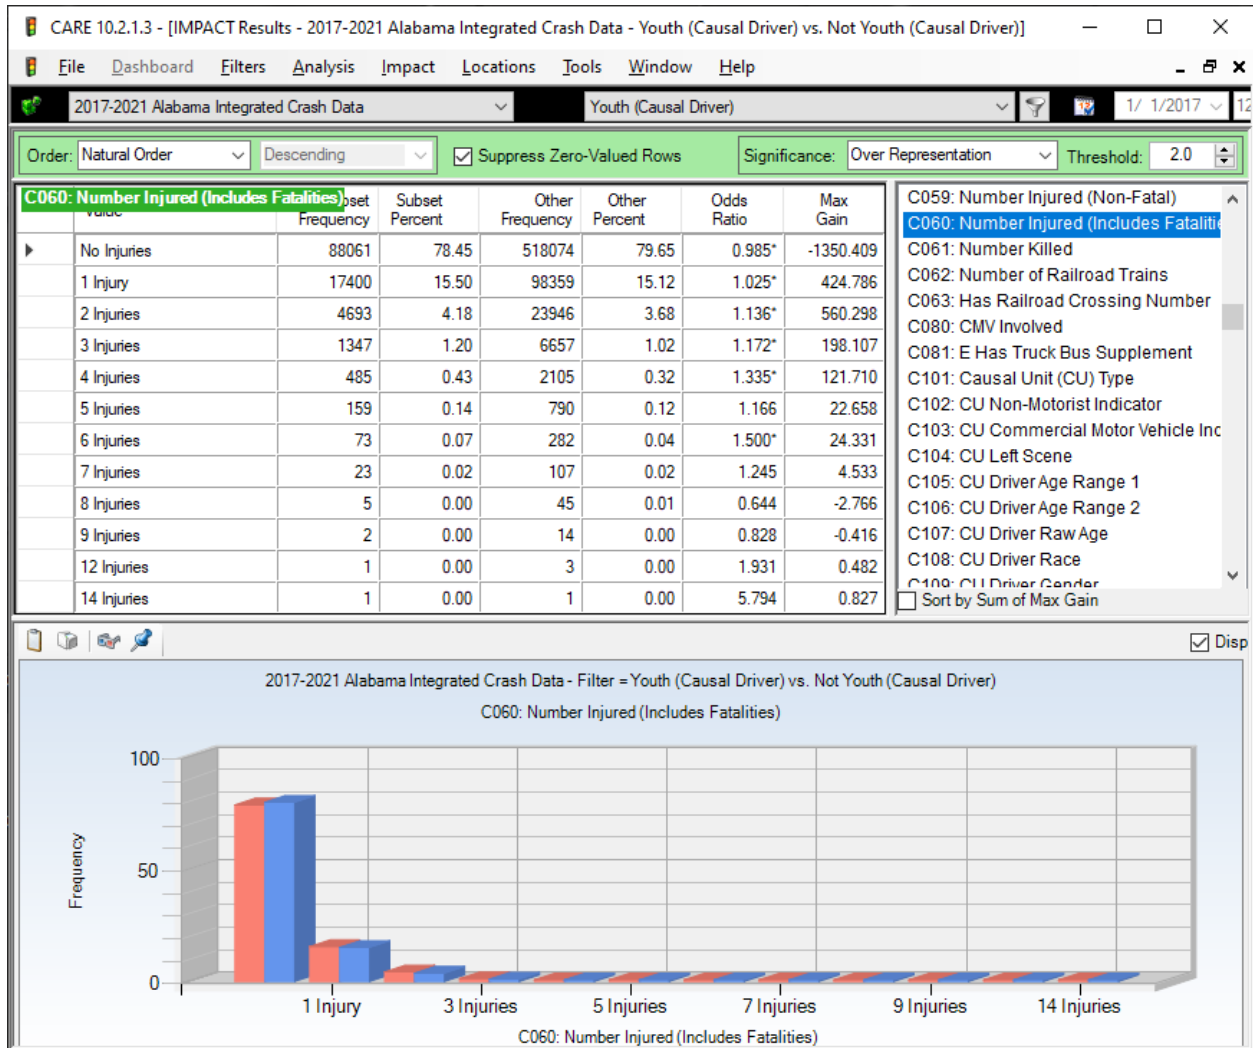 CARE 10.2.1.3 - [IMPACT Results - 2017-2021 Alabama Integrated Crash Data - Youth (Causal Driver) vs. Not Youth (Causal Driver)]
File Dashboard Filters Analysis Impact Locations Tools Window Help
2017-2021 Alabama Integrated Crash Data Youth (Causal Driver) 1/ 1/2017 12
Order: Natural Order Descending Suppress Zero-Valued Rows Significance: Over Representation Threshold: 2.0
C060: Number Injured (Includes Fatalities)
Frequency Subset Percent Other Frequency Other Percent Odds Ratio Max Gain
No Injuries 88061 78.45 518074 79.65 0.985* -1350.409
1 Injury 17400 15.50 98359 15.12 1.025* 424.786
2 Injuries 4693 4.18 23946 3.68 1.136* 560.298
3 Injuries 1347 1.20 6657 1.02 1.172* 198.107
4 Injuries 485 0.43 2105 0.32 1.335* 121.710
5 Injuries 159 0.14 790 0.12 1.166 22.658
6 Injuries 73 0.07 282 0.04 1.500* 24.331
7 Injuries 23 0.02 107 0.02 1.245 4.533
8 Injuries 5 0.00 45 0.01 0.644 -2.766
9 Injuries 2 0.00 14 0.00 0.828 -0.416
12 Injuries 1 0.00 3 0.00 1.931 0.482
14 Injuries 1 0.00 1 0.00 5.794 0.827
C059: Number Injured (Non-Fatal)
C060: Number Injured (Includes Fatalitie
C061: Number Killed
C062: Number of Railroad Trains
C063: Has Railroad Crossing Number
C080: CMV Involved
C081: E Has Truck Bus Supplement
C101: Causal Unit (CU) Type
C102: CU Non-Motorist Indicator
C103: CU Commercial Motor Vehicle Inc
C104: CU Left Scene
C105: CU Driver Age Range 1
C106: CU Driver Age Range 2
C107: CU Driver Raw Age
C108: CU Driver Race
C109: CU Driver Gender
Sort by Sum of Max Gain
Disp
2017-2021 Alabama Integrated Crash Data - Filter = Youth (Causal Driver) vs. Not Youth (Causal Driver)
C060: Number Injured (Includes Fatalities)
100
50
0
Frequency
1 Injury 3 Injuries 5 Injuries 7 Injuries 9 Injuries 14 Injuries
C060: Number Injured (Includes Fatalities)